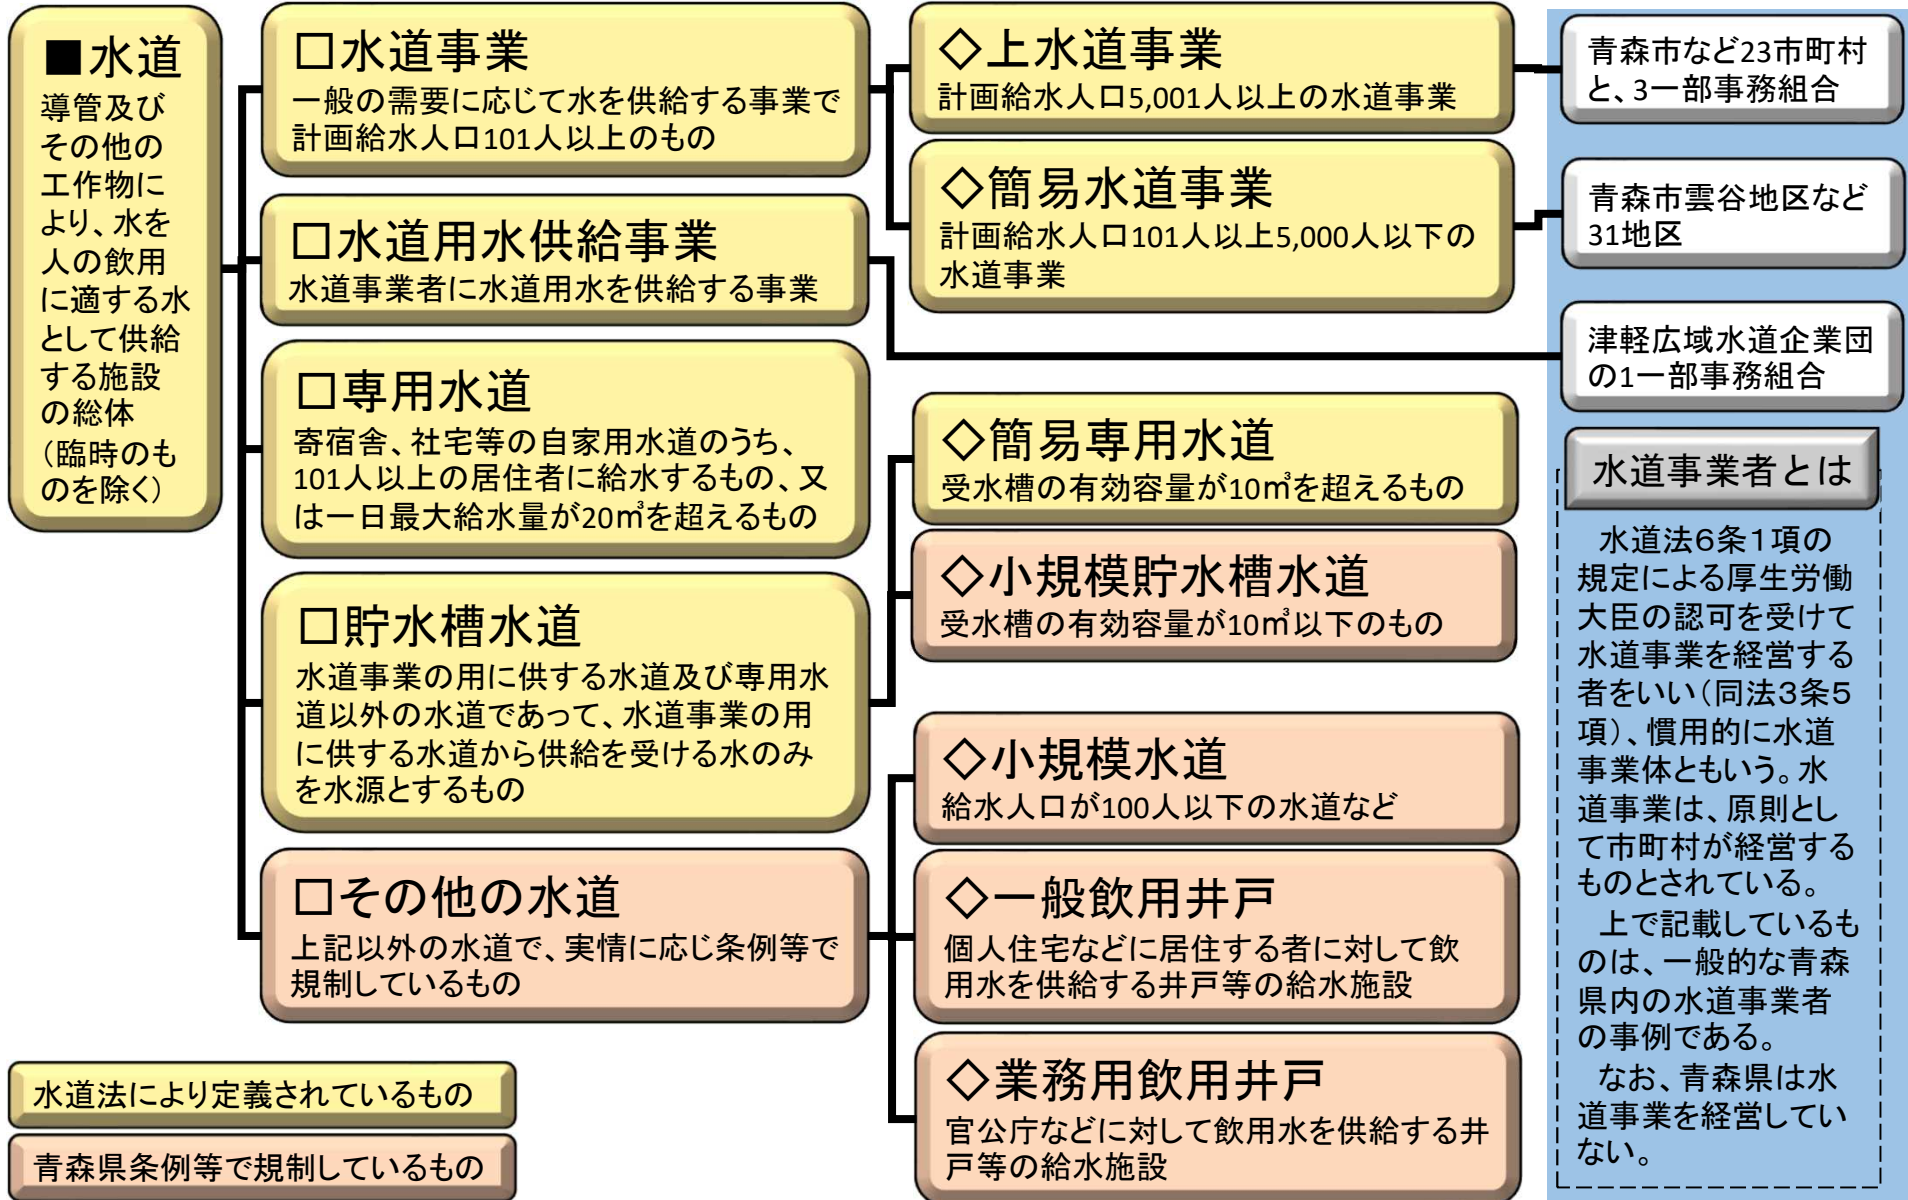 ■水道
導管及び
その他の
工作物に
より、水を
人の飲用
に適する水
として供給
する施設
の総体
（臨時のも
のを除く）
□水道事業
一般の需要に応じて水を供給する事業で
計画給水人口101人以上のもの
□水道用水供給事業
水道事業者に水道用水を供給する事業
□専用水道
寄宿舎、社宅等の自家用水道のうち、
101人以上の居住者に給水するもの、又
は一日最大給水量が20㎥を超えるもの
□貯水槽水道
水道事業の用に供する水道及び専用水
道以外の水道であって、水道事業の用
に供する水道から供給を受ける水のみ
を水源とするもの
□その他の水道
上記以外の水道で、実情に応じ条例等で
規制しているもの
◇上水道事業
計画給水人口5,001人以上の水道事業
◇簡易水道事業
計画給水人口101人以上5,000人以下の
水道事業
◇簡易専用水道
受水槽の有効容量が10㎥を超えるもの
◇小規模貯水槽水道
受水槽の有効容量が10㎥以下のもの
◇小規模水道
給水人口が100人以下の水道など
◇一般飲用井戸
個人住宅などに居住する者に対して飲
用水を供給する井戸等の給水施設
◇業務用飲用井戸
官公庁などに対して飲用水を供給する井
戸等の給水施設
青森市など23市町村
と、3一部事務組合
青森市雲谷地区など
31地区
津軽広域水道企業団
の1一部事務組合
水道事業者とは
水道法６条１項の
規定による厚生労働
大臣の認可を受けて
水道事業を経営する
者をいい（同法３条５
項）、慣用的に水道
事業体ともいう。水
道事業は、原則とし
て市町村が経営する
ものとされている。
上で記載しているも
のは、一般的な青森
県内の水道事業者
の事例である。
なお、青森県は水
道事業を経営してい
ない。
水道法により定義されているもの
青森県条例等で規制しているもの